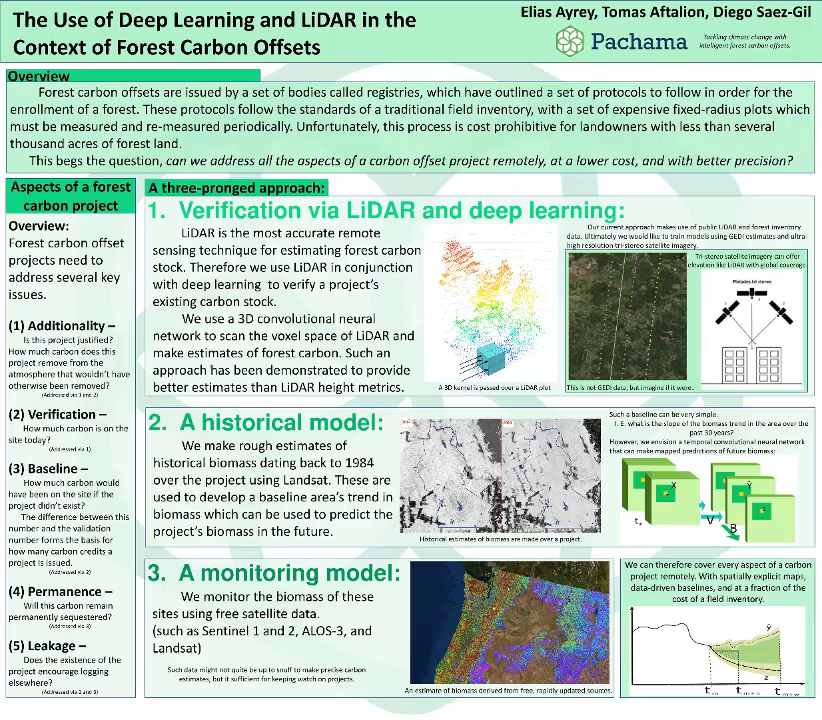 The Use of Deep Learning and LiDAR in the
Context of Forest Carbon Offsets
Elias Ayrey, Tomas Aftalion, Diego Saez-Gil
Pachama
Tackling climate change with
intelligent forest carbon offsets.
Overview
Forest carbon offsets are issued by a set of bodies called registries, which have outlined a set of protocols to follow in order for the
enrollment of a forest. These protocols follow the standards of a traditional field inventory, with a set of expensive fixed-radius plots which
must be measured and re-measured periodically. Unfortunately, this process is cost prohibitive for landowners with less than several
thousand acres of forest land.
This begs the question, can we address all the aspects of a carbon offset project remotely, at a lower cost, and with better precision?
Aspects of a forest
carbon project
Overview:
Forest carbon offset
projects need to
address several key
issues.
(1) Additionality –
Is this project justified?
How much carbon does this
project remove from the
atmosphere that wouldn't have
otherwise been removed?
(Addressed via 1 and 2)
(2) Verification –
How much carbon is on the
site today?
(Addressed via 1)
(3) Baseline –
How much carbon would
have been on the site if the
project didn't exist?
The difference between this
number and the validation
number forms the basis for
how many carbon credits a
project is issued.
(Addressed via 2)
(4) Permanence –
Will this carbon remain
permanently sequestered?
(Addressed via 3)
(5) Leakage –
Does the existence of the
project encourage logging
elsewhere?
(Addressed via 2 and 3)
A three-pronged approach:
1. Verification via LiDAR and deep learning:
LiDAR is the most accurate remote
sensing technique for estimating forest carbon
stock. Therefore we use LiDAR in conjunction
with deep learning to verify a project's
existing carbon stock.
We use a 3D convolutional neural
network to scan the voxel space of LiDAR and
make estimates of forest carbon. Such an
approach has been demonstrated to provide
better estimates than LiDAR height metrics.
A 3D kernel is passed over a LiDAR plot
Our current approach makes use of public LiDAR and forest inventory
data. Ultimately we would like to train models using GEDI estimates and ultra-
high resolution tri-stereo satellite imagery.
This is not GEDI data, but imagine if it were..
Tri-stereo satellite imagery can offer
elevation like LiDAR with global coverage.
Pleiades tri stereo
2. A historical model:
We make rough estimates of
historical biomass dating back to 1984
over the project using Landsat. These are
used to develop a baseline area's trend in
biomass which can be used to predict the
project's biomass in the future.
Historical estimates of biomass are made over a project.
Such a baseline can be very simple.
I. E. what is the slope of the biomass trend in the area over the
past 30 years?
However, we envision a temporal convolutional neural network
that can make mapped predictions of future biomass:
X
Ŷ
V
B
3. A monitoring model:
We monitor the biomass of these
sites using free satellite data.
(such as Sentinel 1 and 2, ALOS-3, and
Landsat)
Such data might not quite be up to snuff to make precise carbon
estimates, but it sufficient for keeping watch on projects.
An estimate of biomass derived from free, rapidly updated sources.
We can therefore cover every aspect of a carbon
project remotely. With spatially explicit maps,
data-driven baselines, and at a fraction of the
cost of a field inventory.
ŷ
z